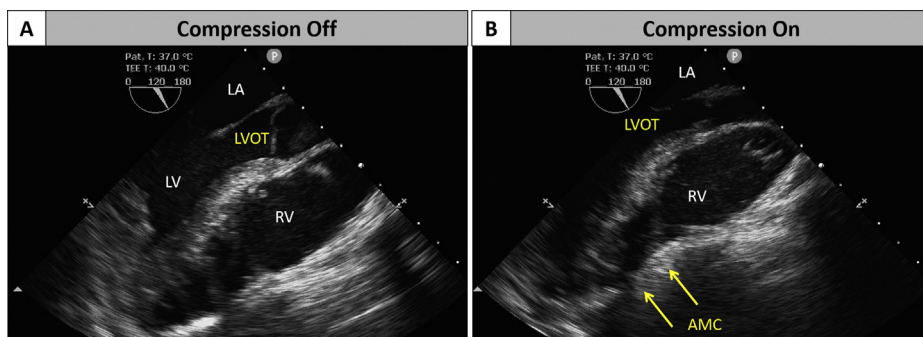 A
Compression Off
Pat. T: 37.0 °C
TEE T: 40.0 °C
0 120 180
P
LA
LVOT
LV
RV
B
Compression On
Pat. T: 37.0 °C
TEE T: 40.0 °C
0 120 180
P
LA
LVOT
RV
AMC